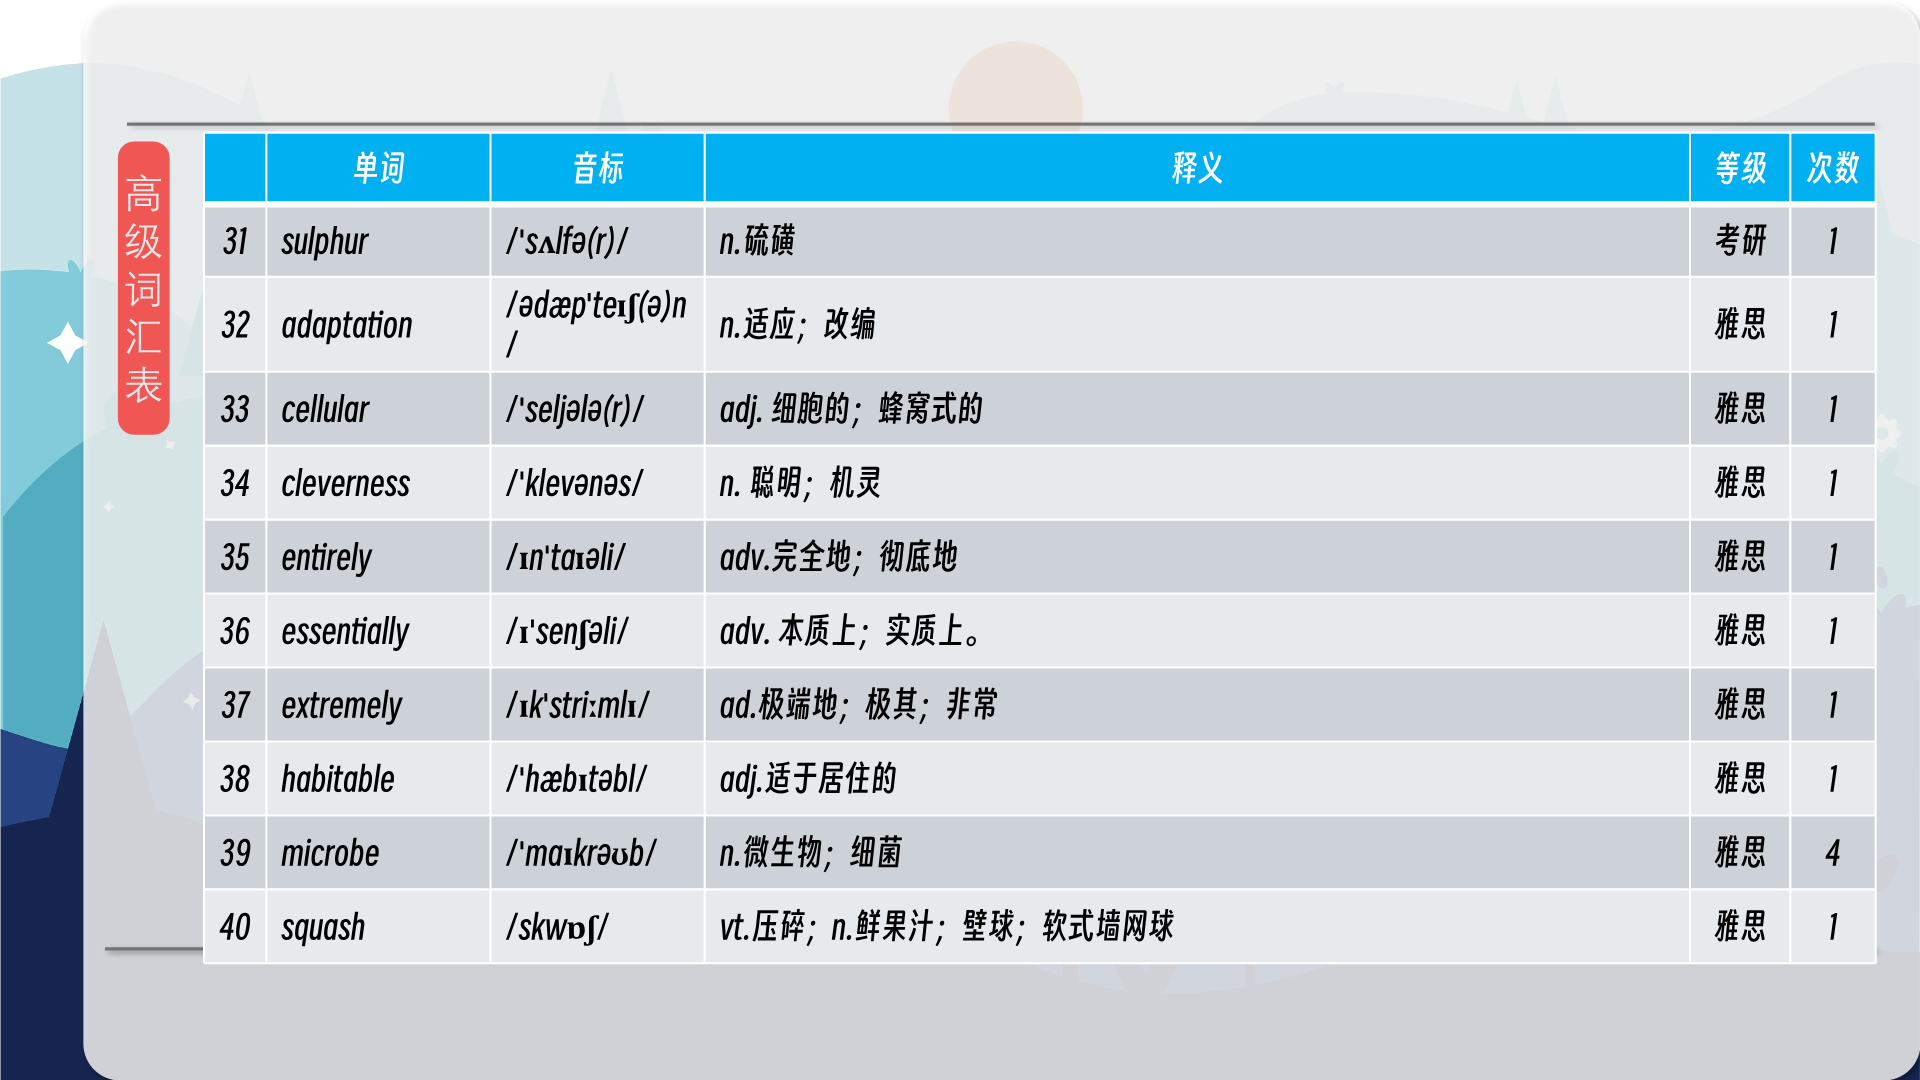 高级词汇表
单词 音标 释义 等级 次数
31 sulphur /'sʌlfə(r)/ n.硫磺 考研 1
32 adaptation /ədæp'teɪʃ(ə)n/ n.适应；改编 雅思 1
33 cellular /'seljələ(r)/ adj. 细胞的；蜂窝式的 雅思 1
34 cleverness /'klevənəs/ n. 聪明；机灵 雅思 1
35 entirely /ɪn'taɪəli/ adv.完全地；彻底地 雅思 1
36 essentially /ɪ'senʃəli/ adv. 本质上；实质上。 雅思 1
37 extremely /ɪk'striːmlɪ/ ad.极端地；极其；非常 雅思 1
38 habitable /'hæbɪtəbl/ adj.适于居住的 雅思 1
39 microbe /'maɪkrəʊb/ n.微生物；细菌 雅思 4
40 squash /skwɒʃ/ vt.压碎；n.鲜果汁；壁球；软式墙网球 雅思 1